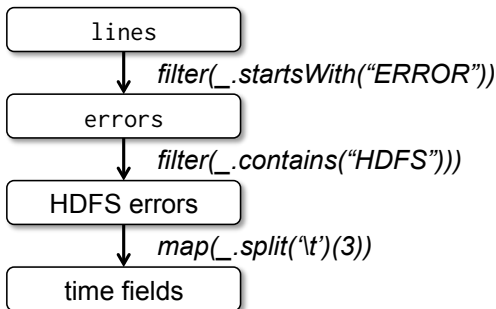 lines
filter(_.startsWith(“ERROR”))
errors
filter(_.contains(“HDFS”)))
HDFS errors
map(_.split(‘\t’)(3))
time fields